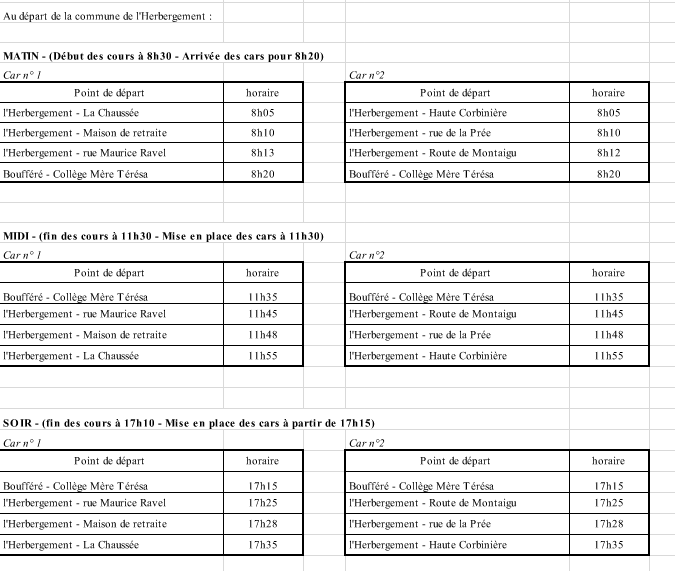 Au départ de la commune de l'Herbergement :
MATIN - (Début des cours à 8h30 - Arrivée des cars pour 8h20)
Car n° 1
Car n°2
Point de départ horaire
Point de départ horaire
l'Herbergement - La Chaussée 8h05
l'Herbergement - Haute Corbinière 8h05
l'Herbergement - Maison de retraite 8h10
l'Herbergement - rue de la Prée 8h10
l'Herbergement - rue Maurice Ravel 8h13
l'Herbergement - Route de Montaigu 8h12
Boufféré - Collège Mère Térésa 8h20
Boufféré - Collège Mère Térésa 8h20
MIDI - (fin des cours à 11h30 - Mise en place des cars à 11h30)
Car n° 1
Car n°2
Point de départ horaire
Point de départ horaire
Boufféré - Collège Mère Térésa 11h35
Boufféré - Collège Mère Térésa 11h35
l'Herbergement - rue Maurice Ravel 11h45
l'Herbergement - Route de Montaigu 11h45
l'Herbergement - Maison de retraite 11h48
l'Herbergement - rue de la Prée 11h48
l'Herbergement - La Chaussée 11h55
l'Herbergement - Haute Corbinière 11h55
SOIR - (fin des cours à 17h10 - Mise en place des cars à partir de 17h15)
Car n° 1
Car n°2
Point de départ horaire
Point de départ horaire
Boufféré - Collège Mère Térésa 17h15
Boufféré - Collège Mère Térésa 17h15
l'Herbergement - rue Maurice Ravel 17h25
l'Herbergement - Route de Montaigu 17h25
l'Herbergement - Maison de retraite 17h28
l'Herbergement - rue de la Prée 17h28
l'Herbergement - La Chaussée 17h35
l'Herbergement - Haute Corbinière 17h35